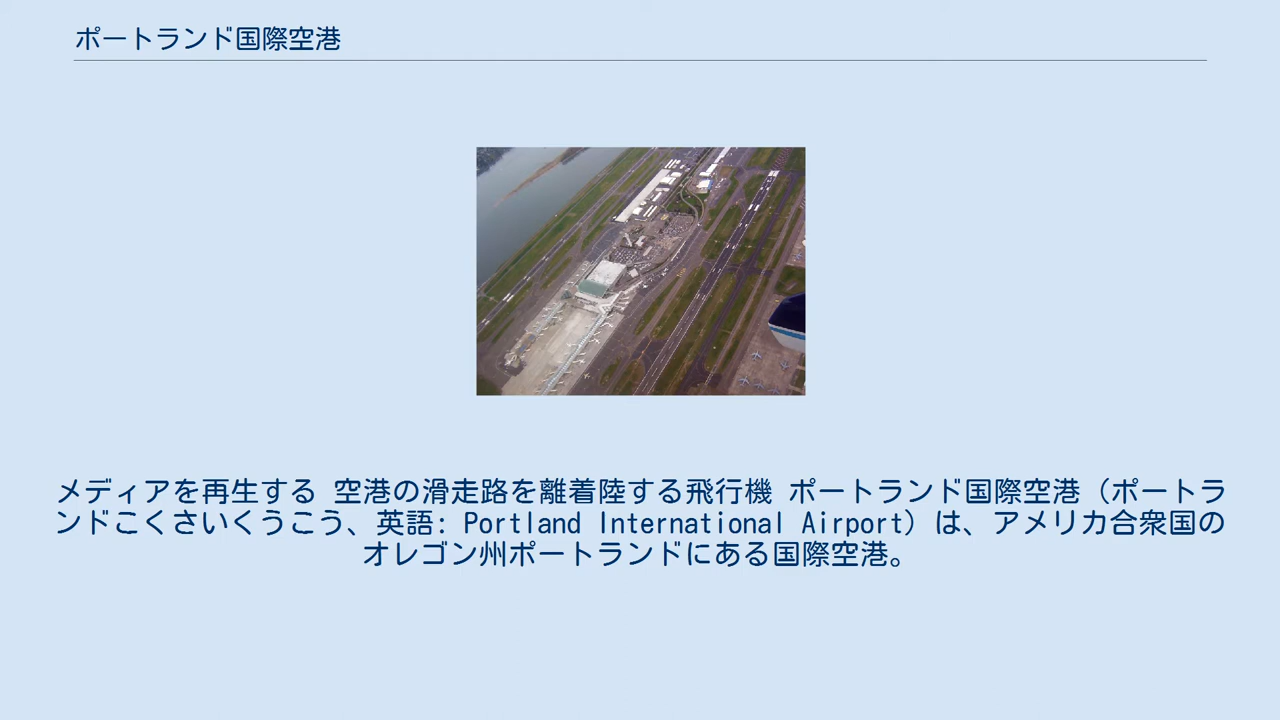 ポートランド国際空港
メディアを再生する 空港の滑走路を離着陸する飛行機 ポートランド国際空港（ポートラ
ンドこくさいくうこう、英語: Portland International Airport）は、アメリカ合衆国の
オレゴン州ポートランドにある国際空港。